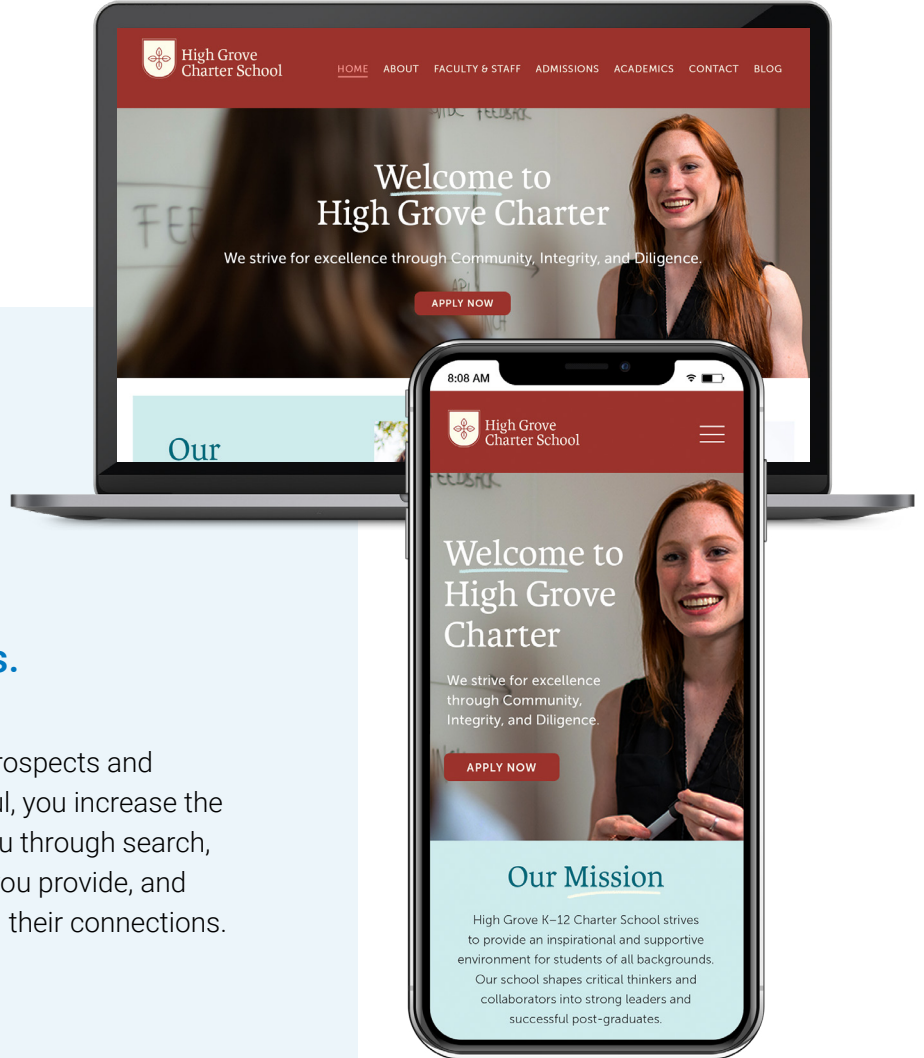 High Grove
Charter School
HOME ABOUT FACULTY & STAFF ADMISSIONS ACADEMICS CONTACT BLOG
FEEDBACK
Welcome to
High Grove Charter
We strive for excellence through Community, Integrity, and Diligence.
APPLY NOW
Our
8:08 AM
High Grove
Charter School
FEEDBACK
Welcome to
High Grove
Charter
We strive for excellence
through Community,
Integrity, and Diligence.
APPLY NOW
Our Mission
High Grove K–12 Charter School strives
to provide an inspirational and supportive
environment for students of all backgrounds.
Our school shapes critical thinkers and
collaborators into strong leaders and
successful post-graduates.
s.
rospects and
ul, you increase the
u through search,
ou provide, and
their connections.